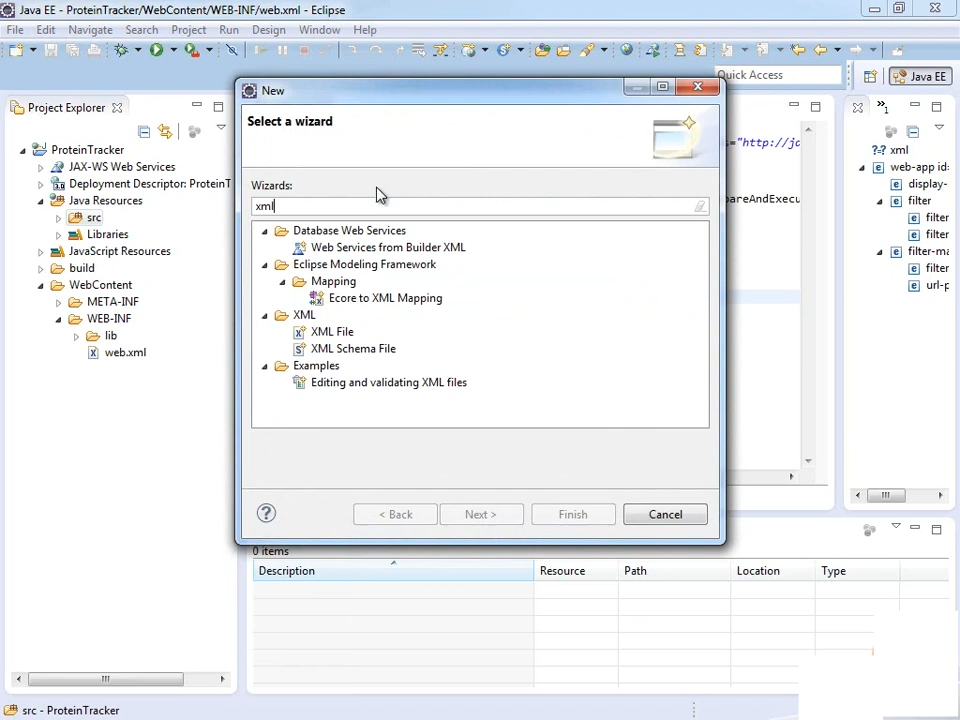 Java EE - ProteinTracker/WebContent/WEB-INF/web.xml - Eclipse
File Edit Navigate Search Project Run Design Window Help
Quick Access
Java EE
Project Explorer
ProteinTracker
JAX-WS Web Services
Deployment Descriptor: ProteinT
Java Resources
src
Libraries
JavaScript Resources
build
WebContent
META-INF
WEB-INF
lib
web.xml
New
Select a wizard
Wizards:
xml
Database Web Services
Web Services from Builder XML
Eclipse Modeling Framework
Mapping
Ecore to XML Mapping
XML
XML File
XML Schema File
Examples
Editing and validating XML files
< Back
Next >
Finish
Cancel
="http://ja
pareAndExecu
1
xml
web-app id:
display-
filter
filter
filter
filter-ma
filter
url-p
0 items
Description Resource Path Location Type
src - ProteinTracker